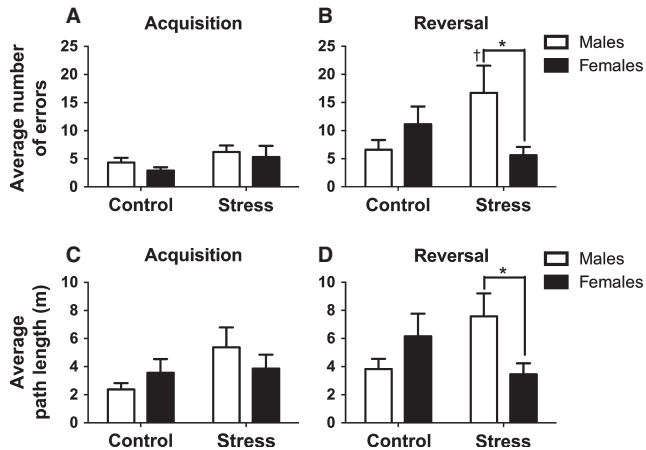 A
Acquisition
Average number
of errors
25
20
15
10
5
0
Control
Stress
B
Reversal
25
20
15
10
5
0
†
*
Control
Stress
Males
Females
C
Acquisition
Average
path length (m)
10
8
6
4
2
0
Control
Stress
D
Reversal
10
8
6
4
2
0
*
Control
Stress
Males
Females